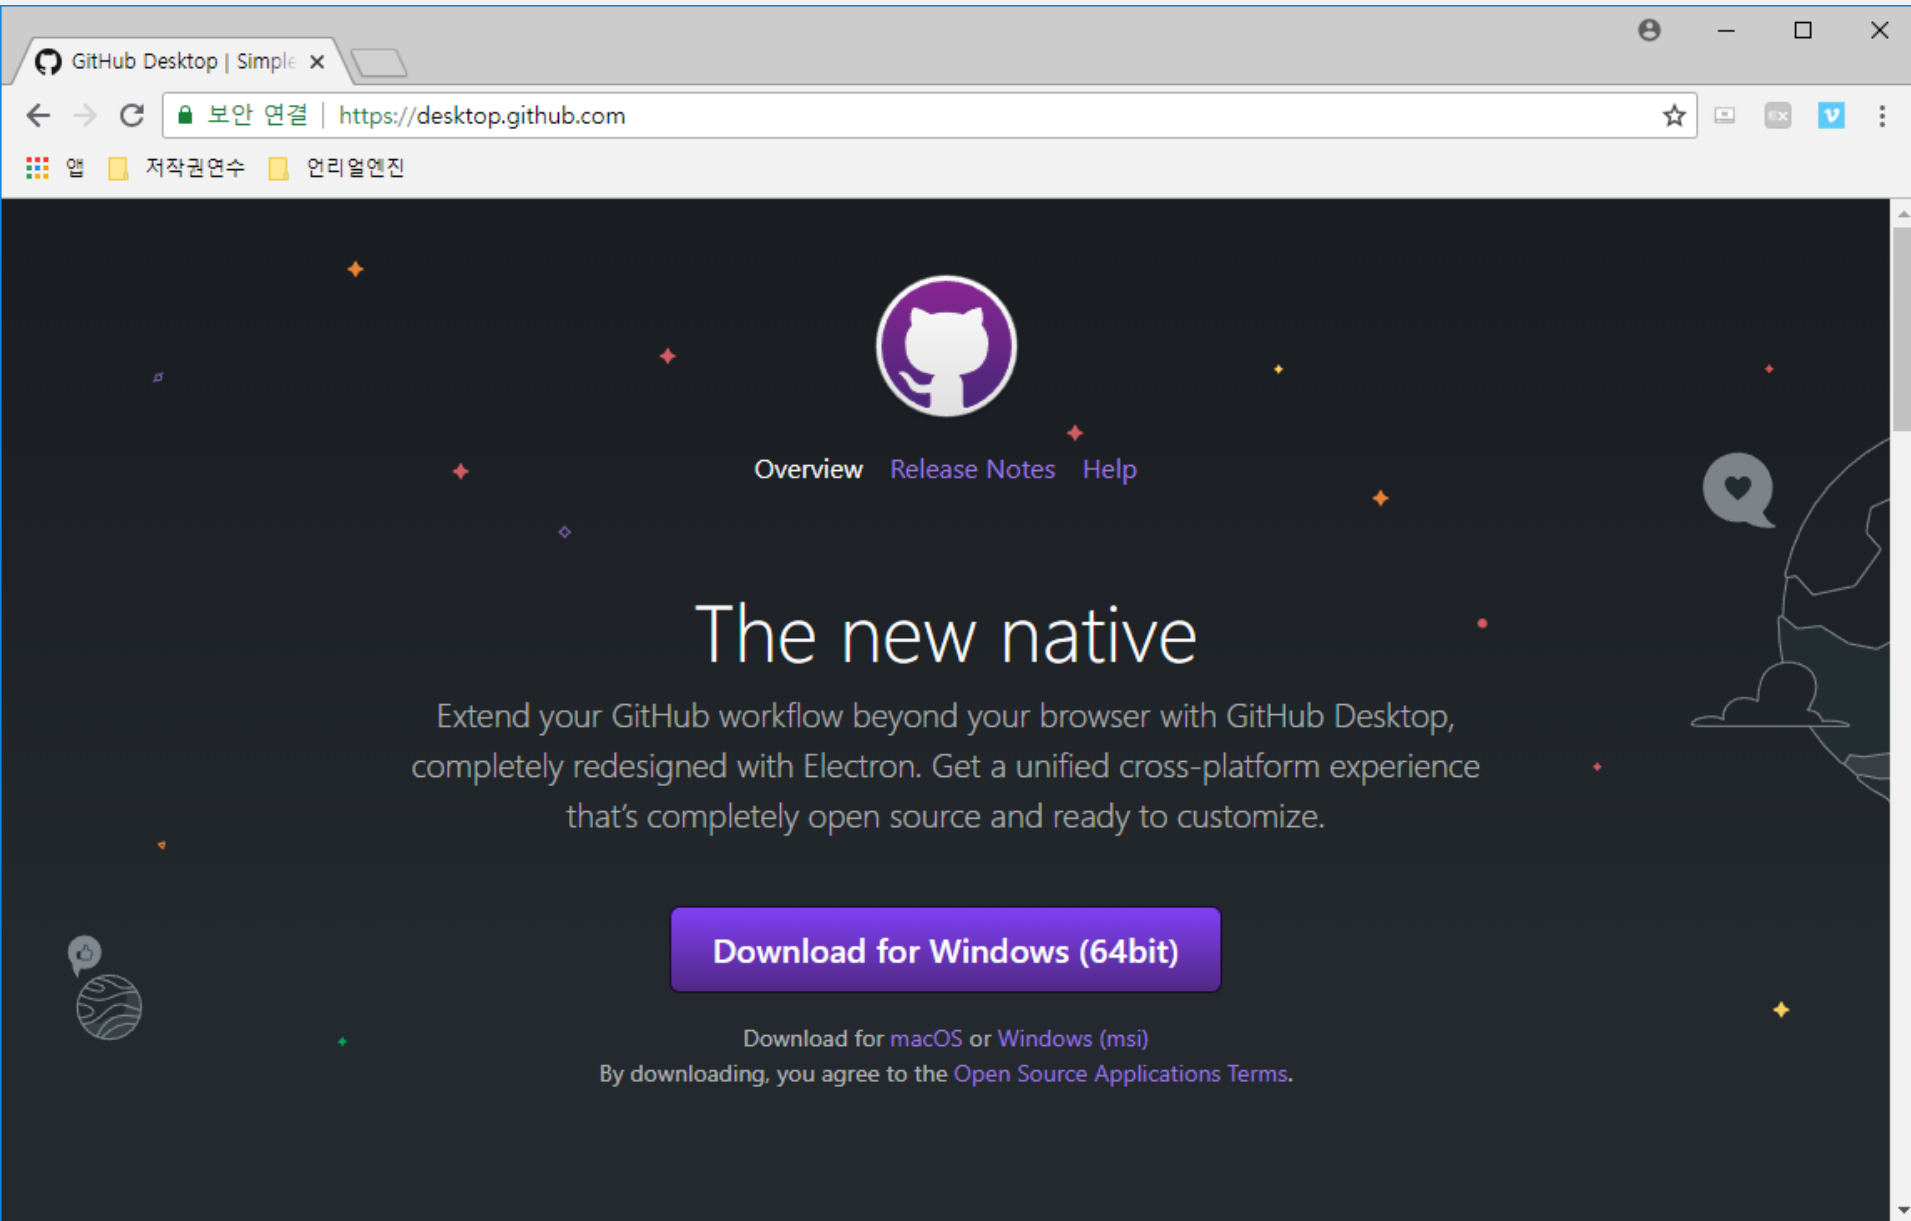 GitHub Desktop | Simple
보안 연결 | https://desktop.github.com
앱 저작권연수 언리얼엔진
Overview Release Notes Help
The new native
Extend your GitHub workflow beyond your browser with GitHub Desktop,
completely redesigned with Electron. Get a unified cross-platform experience
that’s completely open source and ready to customize.
Download for Windows (64bit)
Download for macOS or Windows (msi)
By downloading, you agree to the Open Source Applications Terms.